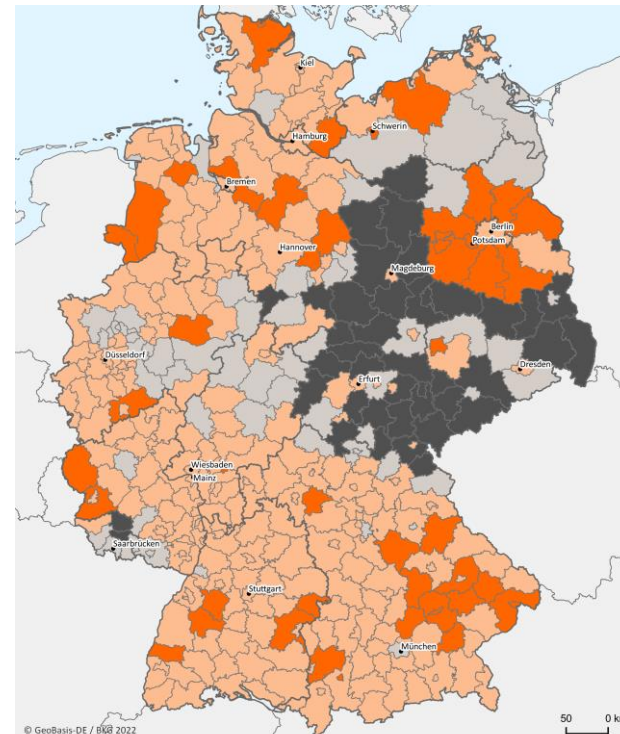 Kiel
Schwerin
Hamburg
Bremen
Berlin
Potsdam
Hannover
Magdeburg
Düsseldorf
Dresden
Erfurt
Wiesbaden
Mainz
Saarbrücken
Stuttgart
München
50 0 k
© GeoBasis-DE / BKG 2022